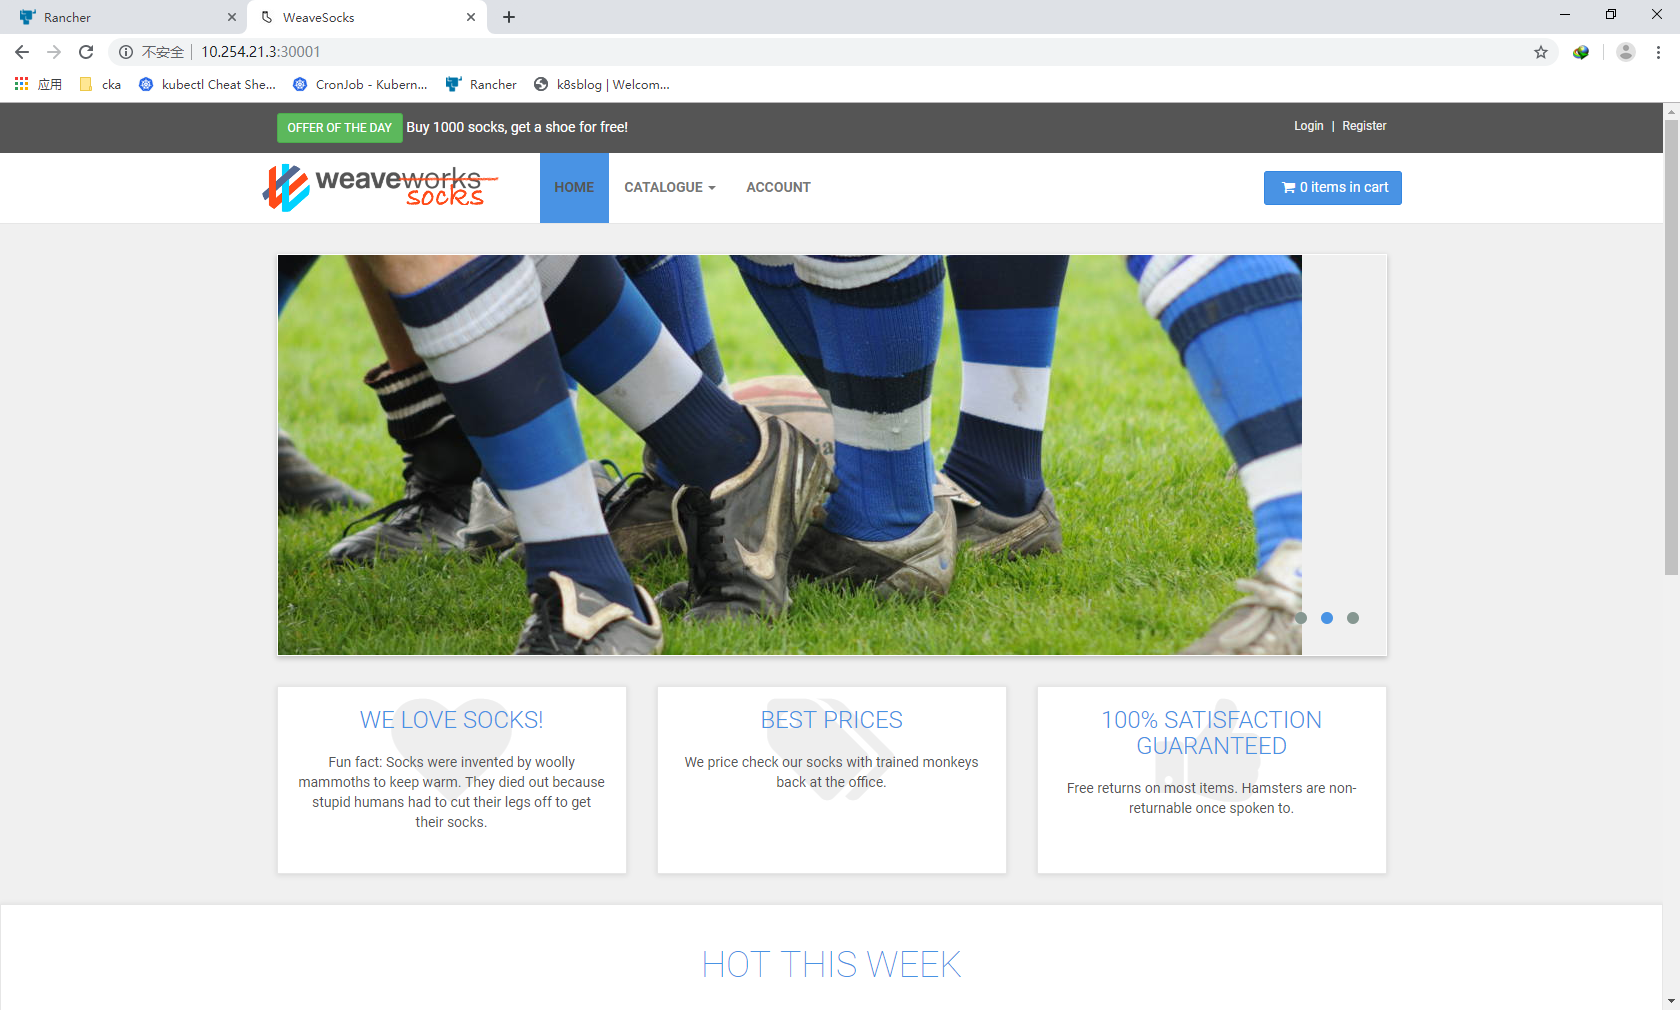 Rancher
WeaveSocks
不安全 10.254.21.3:30001
应用 cka kubectl Cheat She... CronJob - Kubern... Rancher k8sblog | Welcom...
OFFER OF THE DAY Buy 1000 socks, get a shoe for free!
Login | Register
weaveworks
socks
HOME CATALOGUE ACCOUNT
0 items in cart
WE LOVE SOCKS!
Fun fact: Socks were invented by woolly
mammoths to keep warm. They died out because
stupid humans had to cut their legs off to get
their socks.
BEST PRICES
We price check our socks with trained monkeys
back at the office.
100% SATISFACTION
GUARANTEED
Free returns on most items. Hamsters are non-
returnable once spoken to.
HOT THIS WEEK